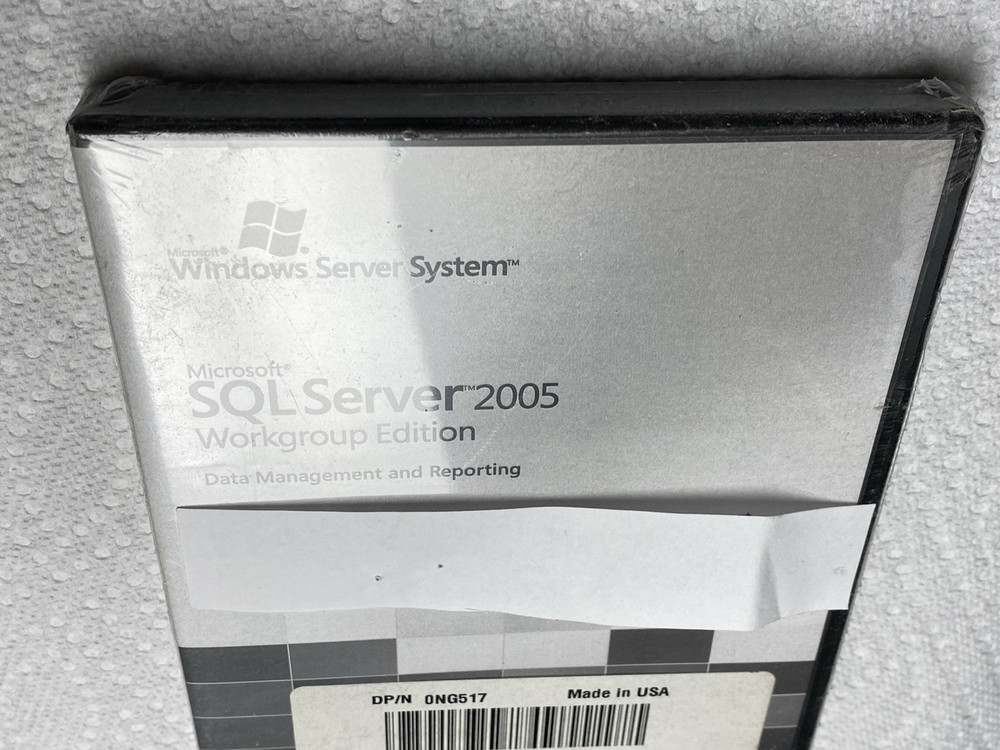 Microsoft®
Windows Server System™
Microsoft®
SQL Server™ 2005
Workgroup Edition
Data Management and Reporting
DP/N 0NG517 Made in USA